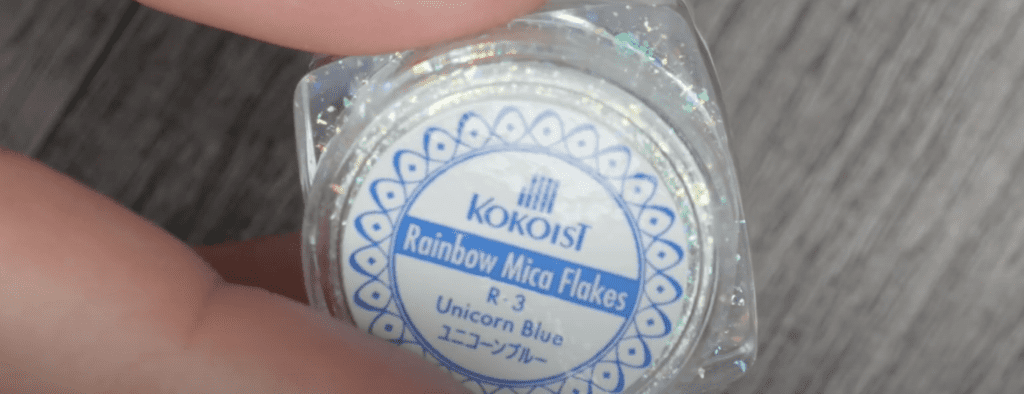 KOKOIST
Rainbow Mica Flakes
R-3
Unicorn Blue
ユニコーンブルー